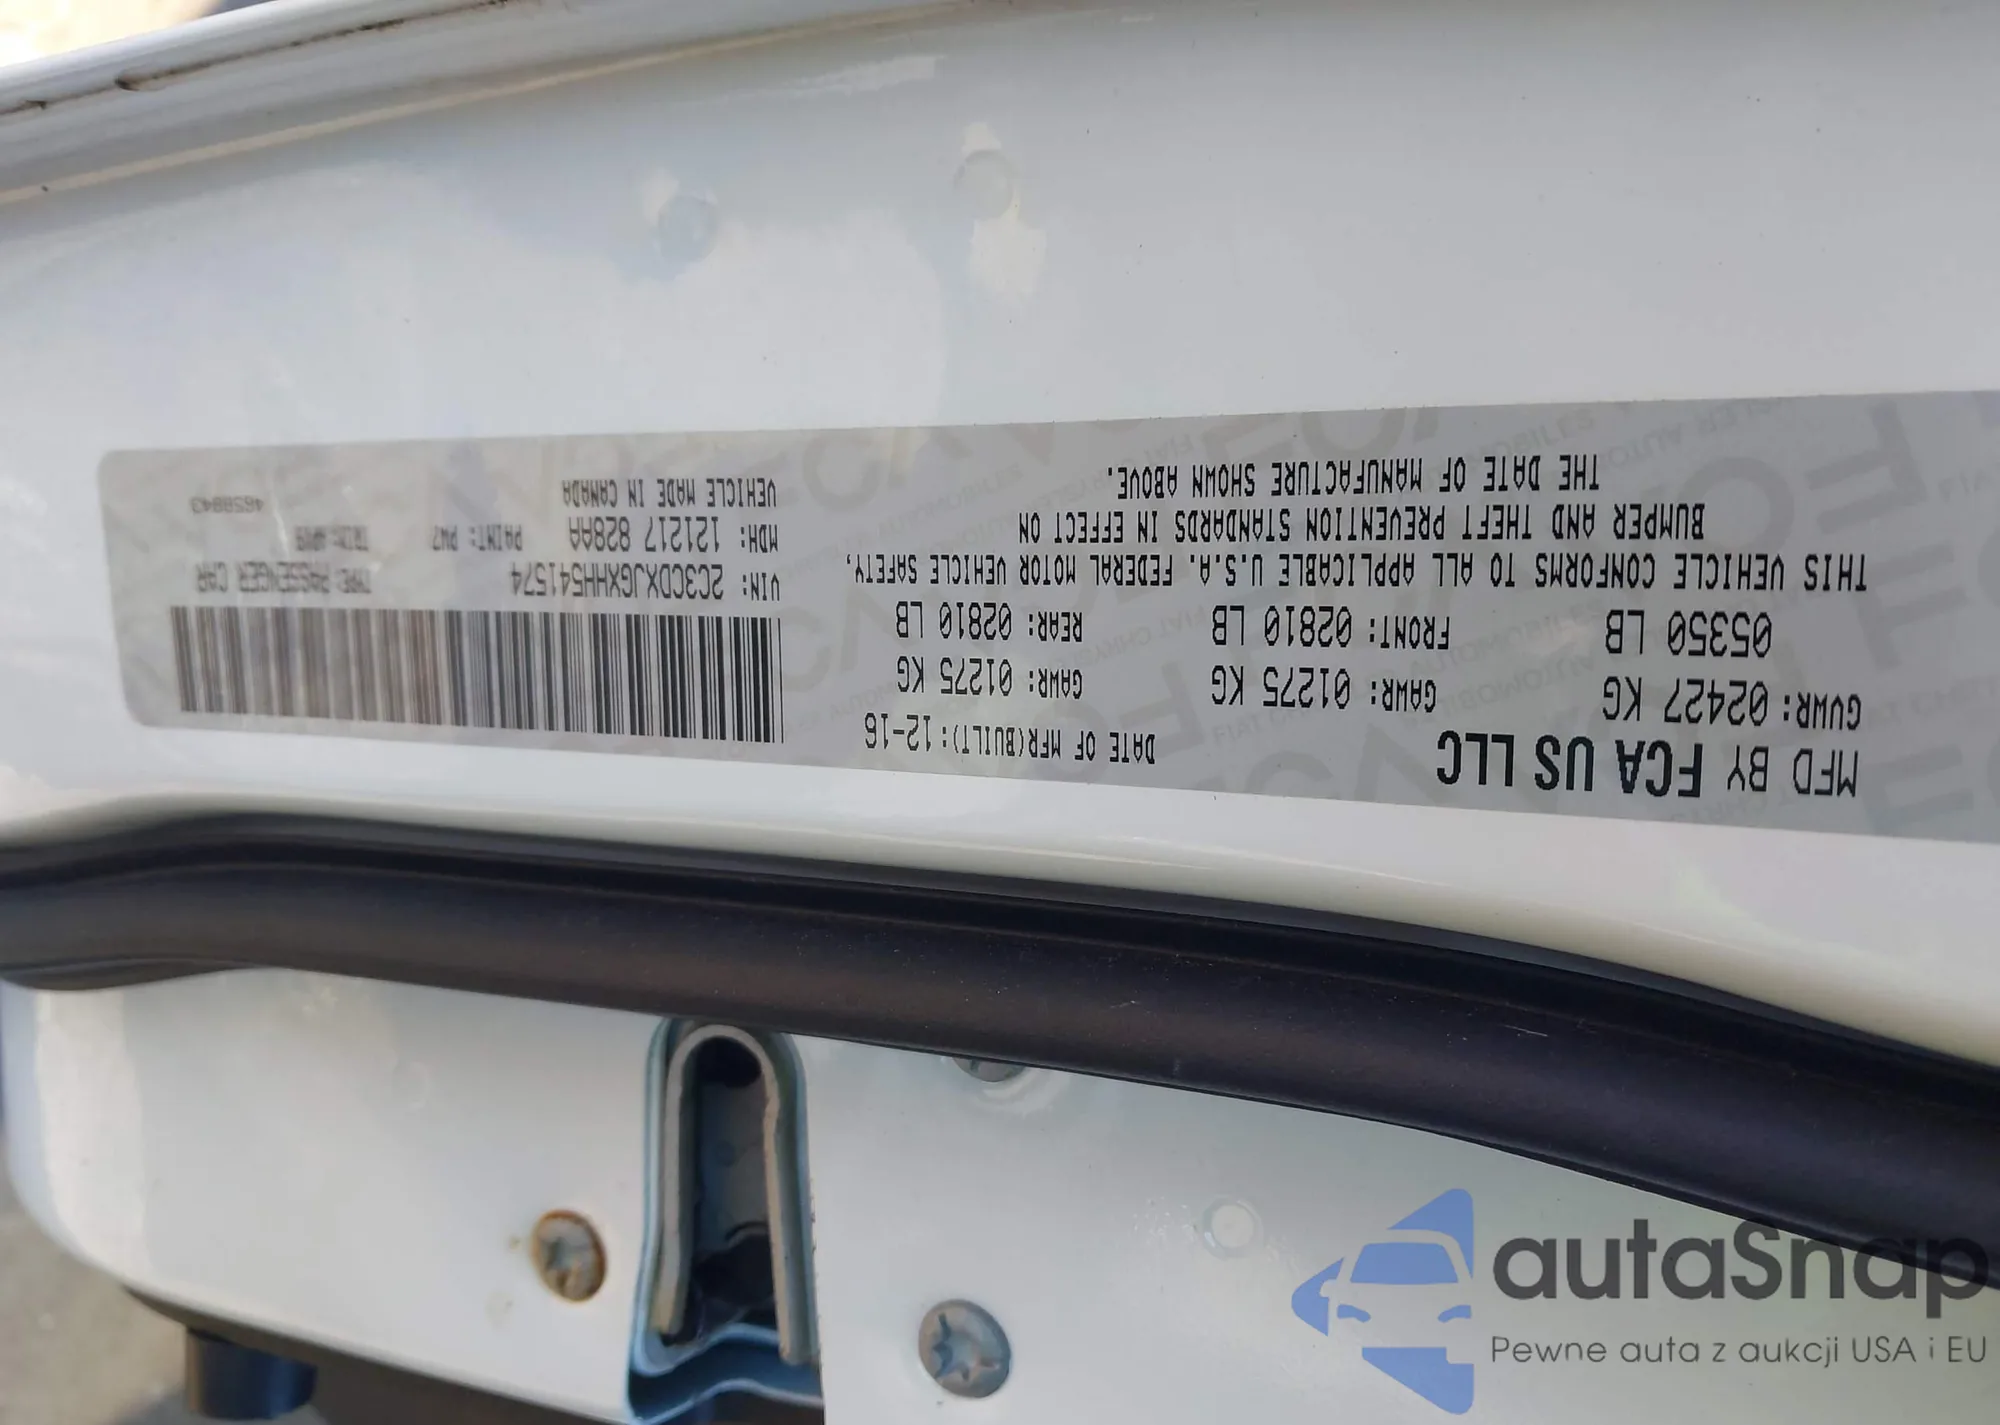 MFD BY FCA US LLC
DATE OF MFR(BUILT): 12-16
GVWR: 02427 KG
GAWR: 01275 KG
GAWR: 01275 KG
05350 LB
FRONT: 02810 LB
REAR: 02810 LB
THIS VEHICLE CONFORMS TO ALL APPLICABLE U.S.A. FEDERAL MOTOR VEHICLE SAFETY,
BUMPER AND THEFT PREVENTION STANDARDS IN EFFECT ON
THE DATE OF MANUFACTURE SHOWN ABOVE.
VIN: 2C3CDXJGXHH541574
TYPE: PASSENGER CAR
MDH: 121217 828AA
PAINT: PW7
TRIM:
VEHICLE MADE IN CANADA
4658843
autaSnap
Pewne auta z aukcji USA i EU